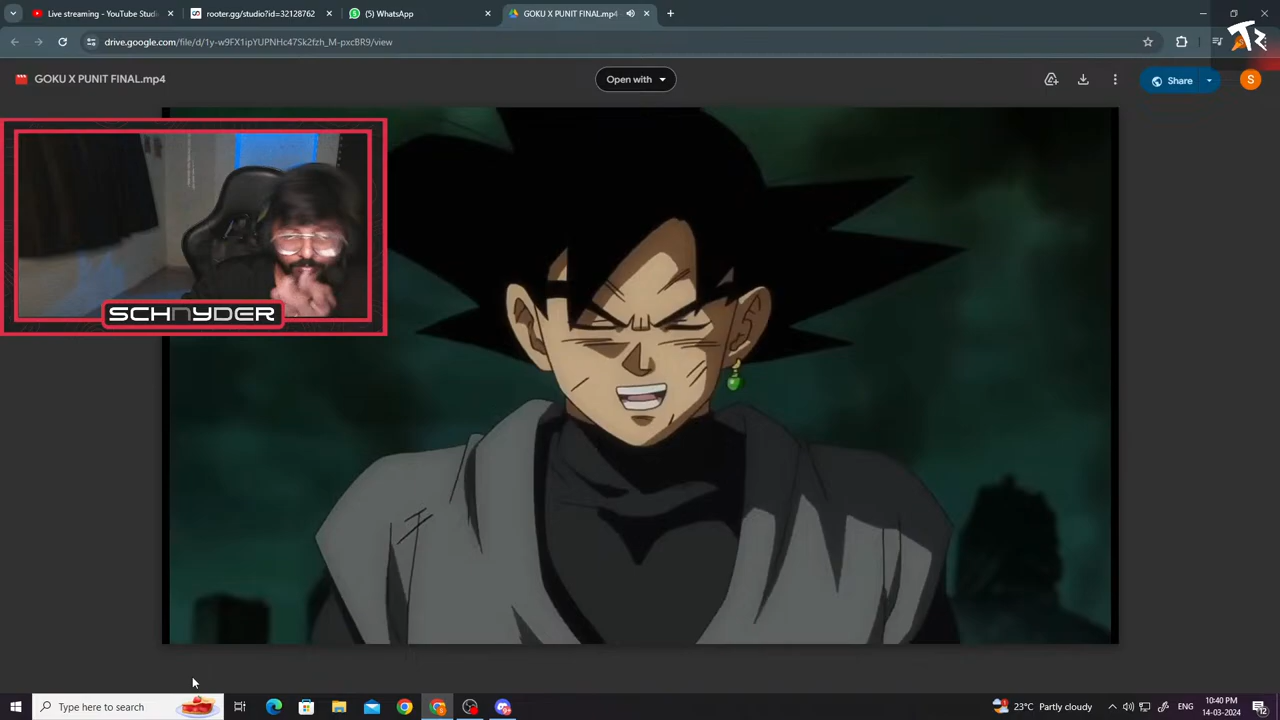 Live streaming - YouTube Studi
rooter.gg/studio?id=32128762
(5) WhatsApp
GOKU X PUNIT FINAL.mp4
drive.google.com/file/d/1y-w9FX1ipYUPNHc47Sk2fzh_M-pxcBR9/view
GOKU X PUNIT FINAL.mp4
Open with
Share
S
SCHNYDER
Type here to search
23°C Partly cloudy
ENG
10:40 PM
14-03-2024
12